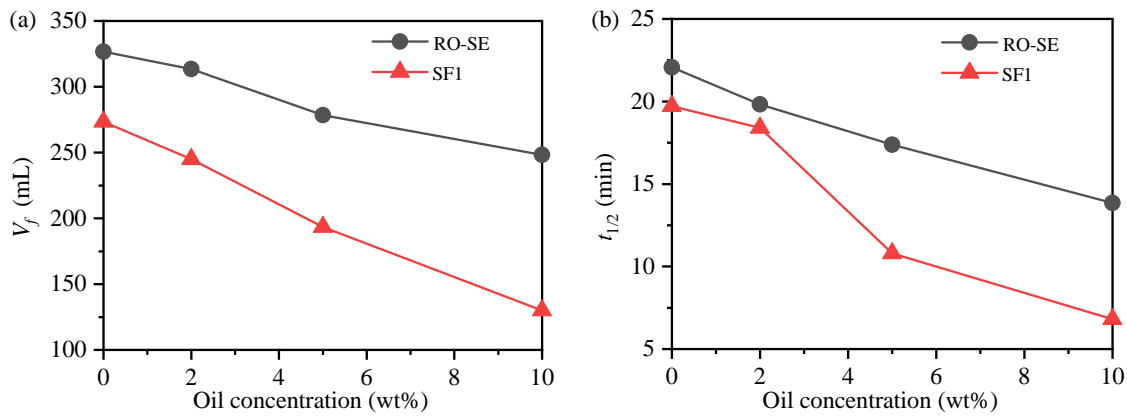 (a)
350
300
250
200
150
100
V_f (mL)
RO-SE
SF1
0 2 4 6 8 10
Oil concentration (wt%)
(b)
25
20
15
10
5
t_{1/2} (min)
RO-SE
SF1
0 2 4 6 8 10
Oil concentration (wt%)